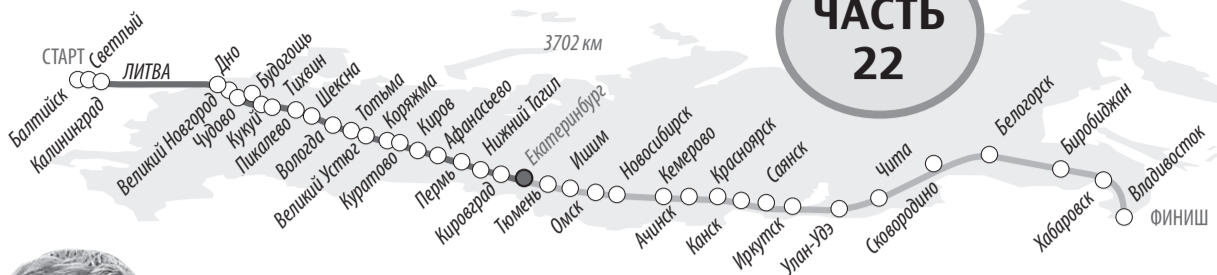 ЧАСТЬ
22
3702 км
СТАРТ
Балтийск
Светлый
Калининград
ЛИТВА
Дно
Великий Новгород
Чудово
Будогощь
Кукуй
Тихвин
Пикалево
Шексна
Вологда
Тотьма
Великий Устюг
Коряжма
Куратово
Киров
Афанасьево
Пермь
Нижний Тагил
Кировград
Екатеринбург
Тюмень
Ишим
Омск
Новосибирск
Кемерово
Ачинск
Красноярск
Канск
Саянск
Иркутск
Улан-Удэ
Чита
Сковородино
Белогорск
Биробиджан
Хабаровск
Владивосток
ФИНИШ